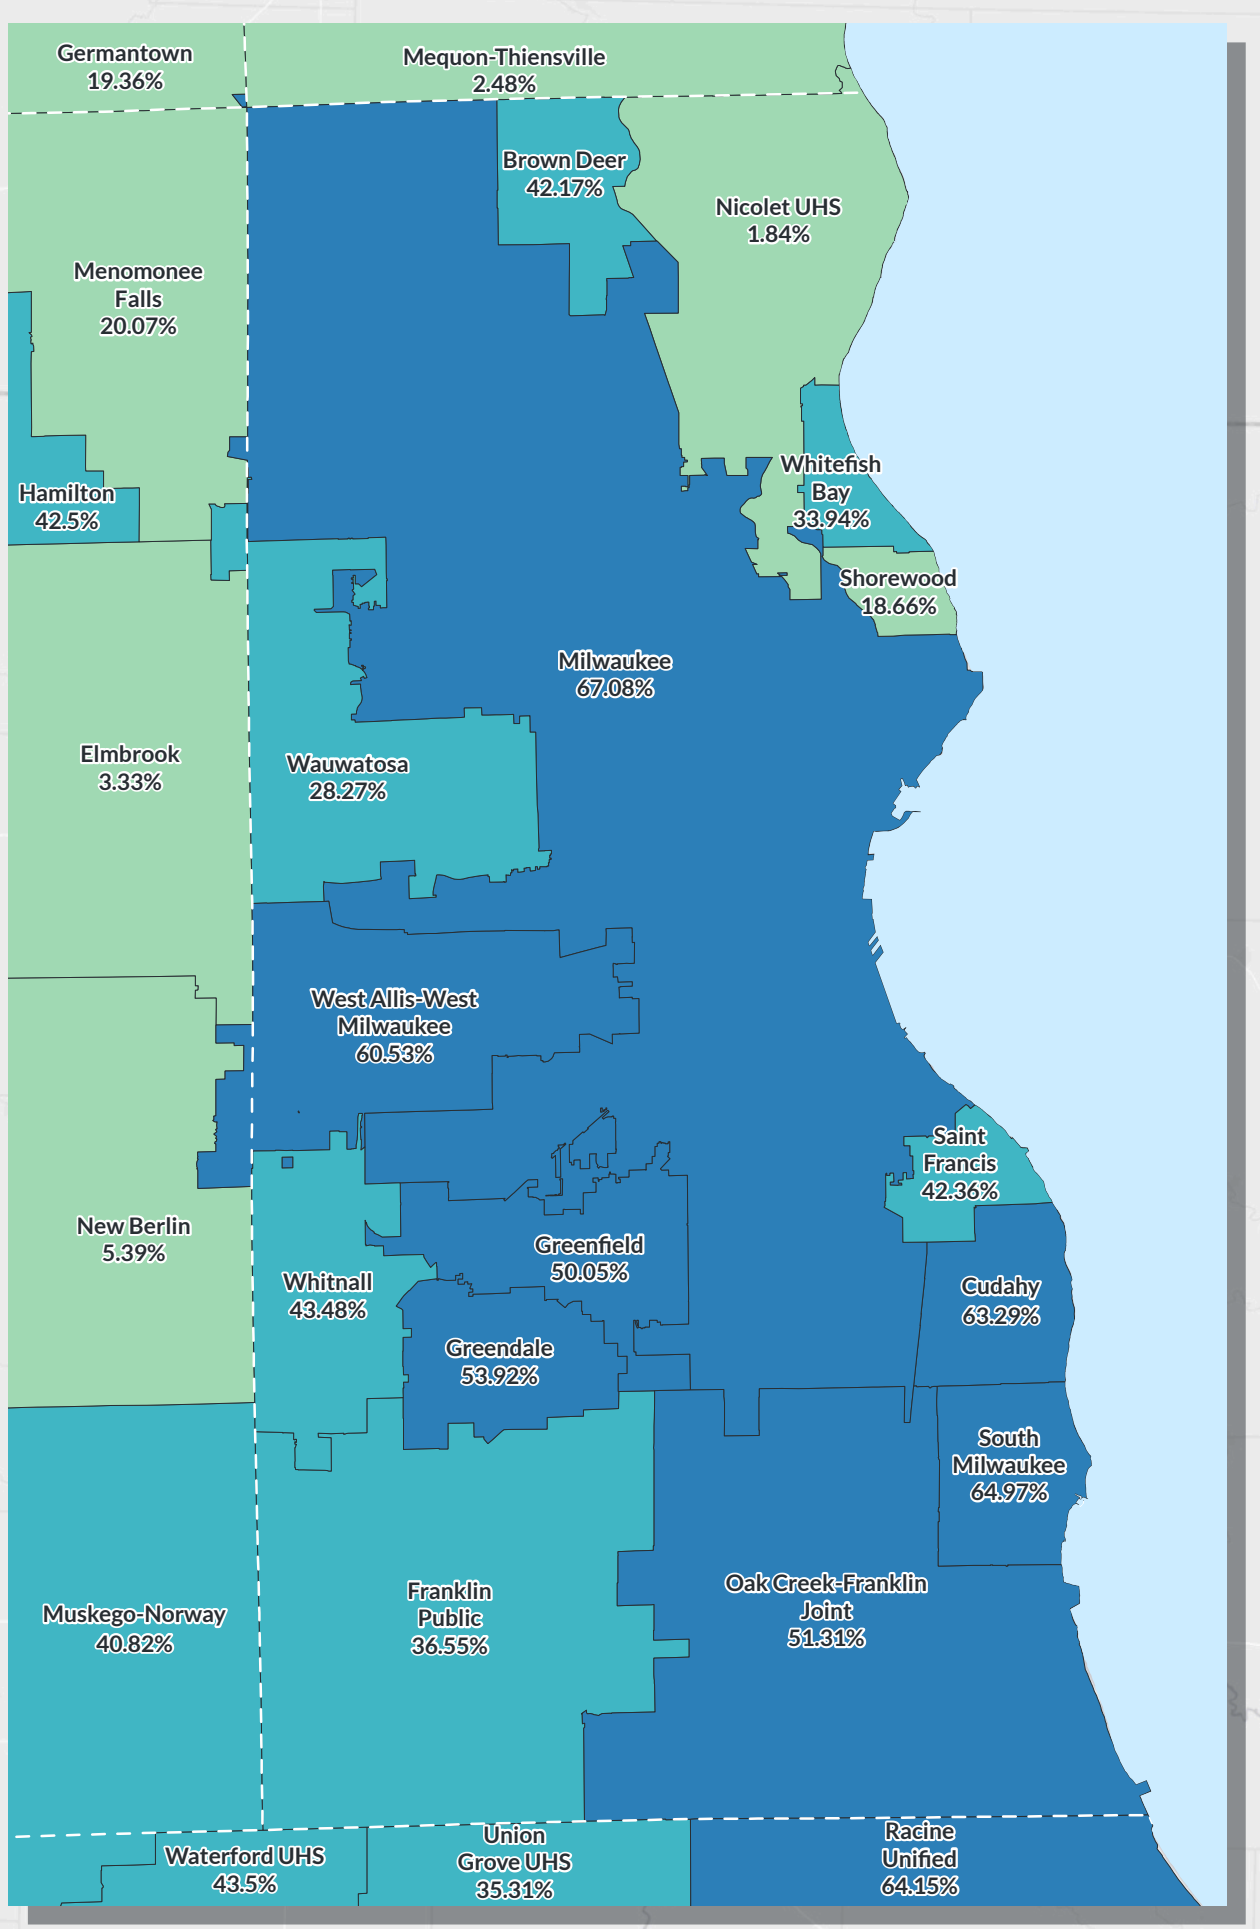 Germantown
19.36%
Mequon-Thiensville
2.48%
Brown Deer
42.17%
Nicolet UHS
1.84%
Menomonee
Falls
20.07%
Whitefish
Bay
33.94%
Hamilton
42.5%
Shorewood
18.66%
Milwaukee
67.08%
Elmbrook
3.33%
Wauwatosa
28.27%
West Allis-West
Milwaukee
60.53%
Saint
Francis
42.36%
New Berlin
5.39%
Greenfield
50.05%
Whitnall
43.48%
Cudahy
63.29%
Greendale
53.92%
South
Milwaukee
64.97%
Oak Creek-Franklin
Joint
51.31%
Franklin
Public
36.55%
Muskego-Norway
40.82%
Waterford UHS
43.5%
Union
Grove UHS
35.31%
Racine
Unified
64.15%